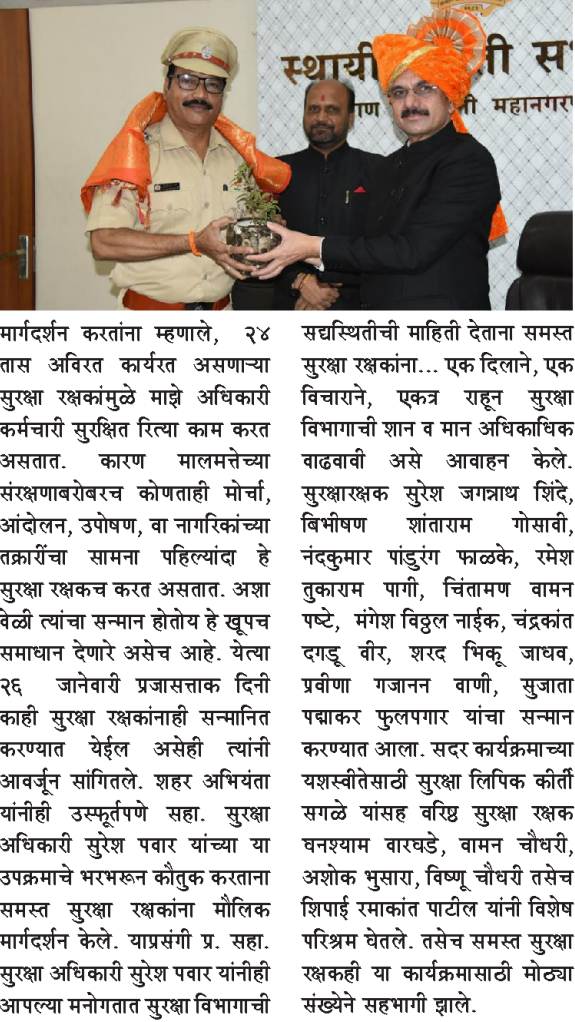 स्थायी
सभ
महानगरप
मार्गदर्शन करतांना म्हणाले, २४
तास अविरत कार्यरत असणाऱ्या
सुरक्षा रक्षकांमुळे माझे अधिकारी
कर्मचारी सुरक्षित रित्या काम करत
असतात. कारण मालमत्तेच्या
संरक्षणाबरोबरच कोणताही मोर्चा,
आंदोलन, उपोषण, वा नागरिकांच्या
तक्रारींचा सामना पहिल्यांदा हे
सुरक्षा रक्षकच करत असतात. अशा
वेळी त्यांचा सन्मान होतोय हे खूपच
समाधान देणारे असेच आहे. येत्या
२६ जानेवारी प्रजासत्ताक दिनी
काही सुरक्षा रक्षकांनाही सन्मानित
करण्यात येईल असेही त्यांनी
आवर्जून सांगितले. शहर अभियंता
यांनीही उस्फूर्तपणे सहा. सुरक्षा
अधिकारी सुरेश पवार यांच्या या
उपक्रमाचे भरभरून कौतुक करताना
समस्त सुरक्षा रक्षकांना मौलिक
मार्गदर्शन केले. याप्रसंगी प्र. सहा.
सुरक्षा अधिकारी सुरेश पवार यांनीही
आपल्या मनोगतात सुरक्षा विभागाची
सद्यस्थितीची माहिती देताना समस्त
सुरक्षा रक्षकांना... एक दिलाने, एक
विचाराने, एकत्र राहून सुरक्षा
विभागाची शान व मान अधिकाधिक
वाढवावी असे आवाहन केले.
सुरक्षारक्षक सुरेश जगन्नाथ शिंदे,
बिभीषण शांताराम गोसावी,
नंदकुमार पांडुरंग फाळके, रमेश
तुकाराम पागी, चिंतामण वामन
पष्टे, मंगेश विठ्ठल नाईक, चंद्रकांत
दगडू वीर, शरद भिकू जाधव,
प्रवीणा गजानन वाणी, सुजाता
पद्माकर फुलपगार यांचा सन्मान
करण्यात आला. सदर कार्यक्रमाच्या
यशस्वीतेसाठी सुरक्षा लिपिक कीर्ती
सगळे यांसह वरिष्ठ सुरक्षा रक्षक
घनश्याम वारघडे, वामन चौधरी,
अशोक भुसारा, विष्णू चौधरी तसेच
शिपाई रमाकांत पाटील यांनी विशेष
परिश्रम घेतले. तसेच समस्त सुरक्षा
रक्षकही या कार्यक्रमासाठी मोठ्या
संख्येने सहभागी झाले.